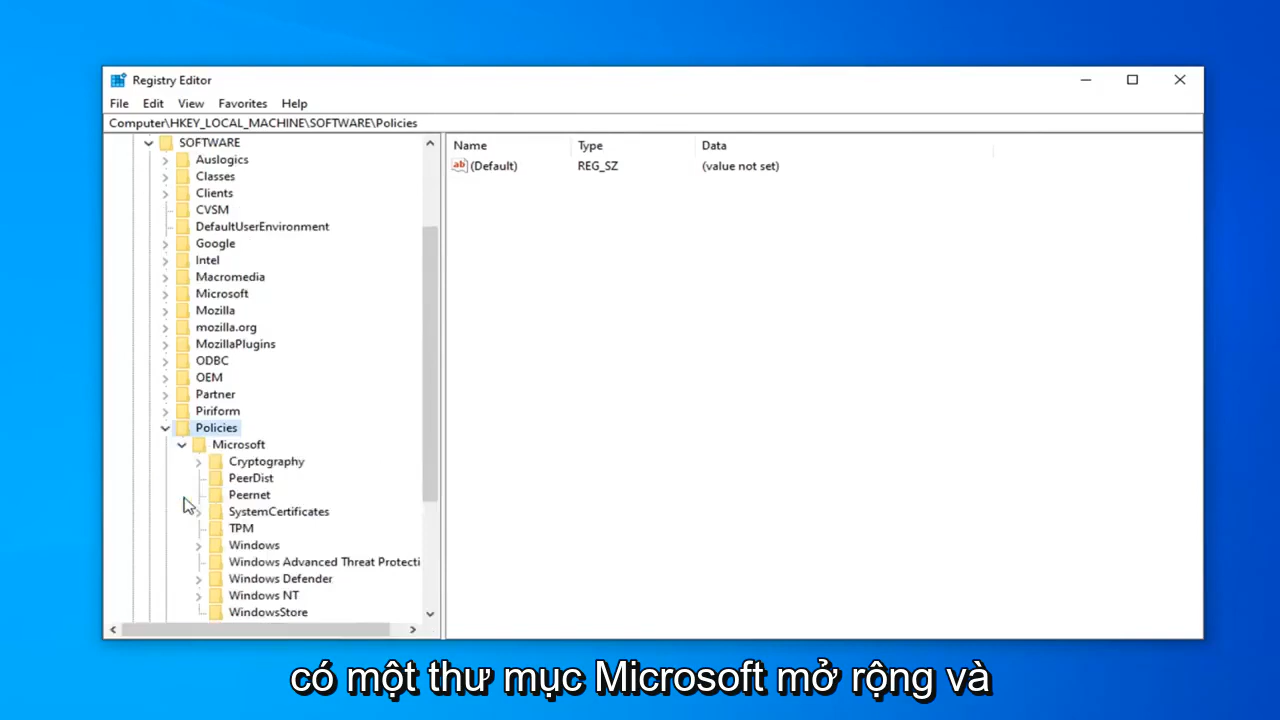 Registry Editor
File Edit View Favorites Help
Computer\HKEY_LOCAL_MACHINE\SOFTWARE\Policies
SOFTWARE
Auslogics
Classes
Clients
CVSM
DefaultUserEnvironment
Google
Intel
Macromedia
Microsoft
Mozilla
mozilla.org
MozillaPlugins
ODBC
OEM
Partner
Piriform
Policies
Microsoft
Cryptography
PeerDist
Peernet
SystemCertificates
TPM
Windows
Windows Advanced Threat Protecti
Windows Defender
Windows NT
WindowsStore
Name Type Data
ab (Default) REG_SZ (value not set)
có một thư mục Microsoft mở rộng và